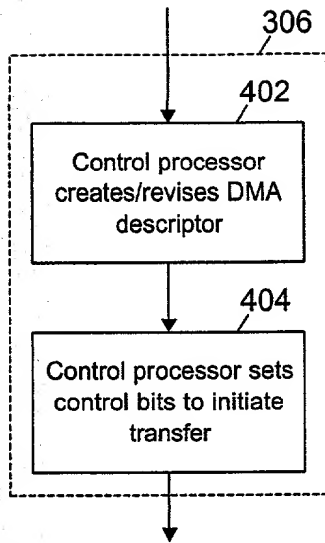 306
402
Control processor
creates/revises DMA
descriptor
404
Control processor sets
control bits to initiate
transfer